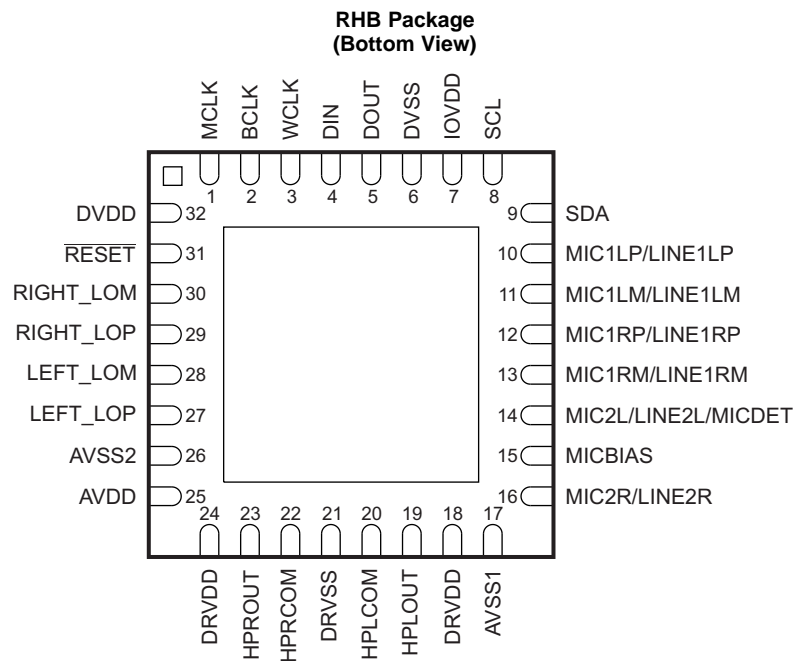 RHB Package
(Bottom View)
MCLK
BCLK
WCLK
DIN
DOUT
DVSS
IOVDD
SCL
1
2
3
4
5
6
7
8
DVDD 32
RESET 31
RIGHT_LOM 30
RIGHT_LOP 29
LEFT_LOM 28
LEFT_LOP 27
AVSS2 26
AVDD 25
9 SDA
10 MIC1LP/LINE1LP
11 MIC1LM/LINE1LM
12 MIC1RP/LINE1RP
13 MIC1RM/LINE1RM
14 MIC2L/LINE2L/MICDET
15 MICBIAS
16 MIC2R/LINE2R
24
23
22
21
20
19
18
17
DRVDD
HPROUT
HPRCOM
DRVSS
HPLCOM
HPLOUT
DRVDD
AVSS1